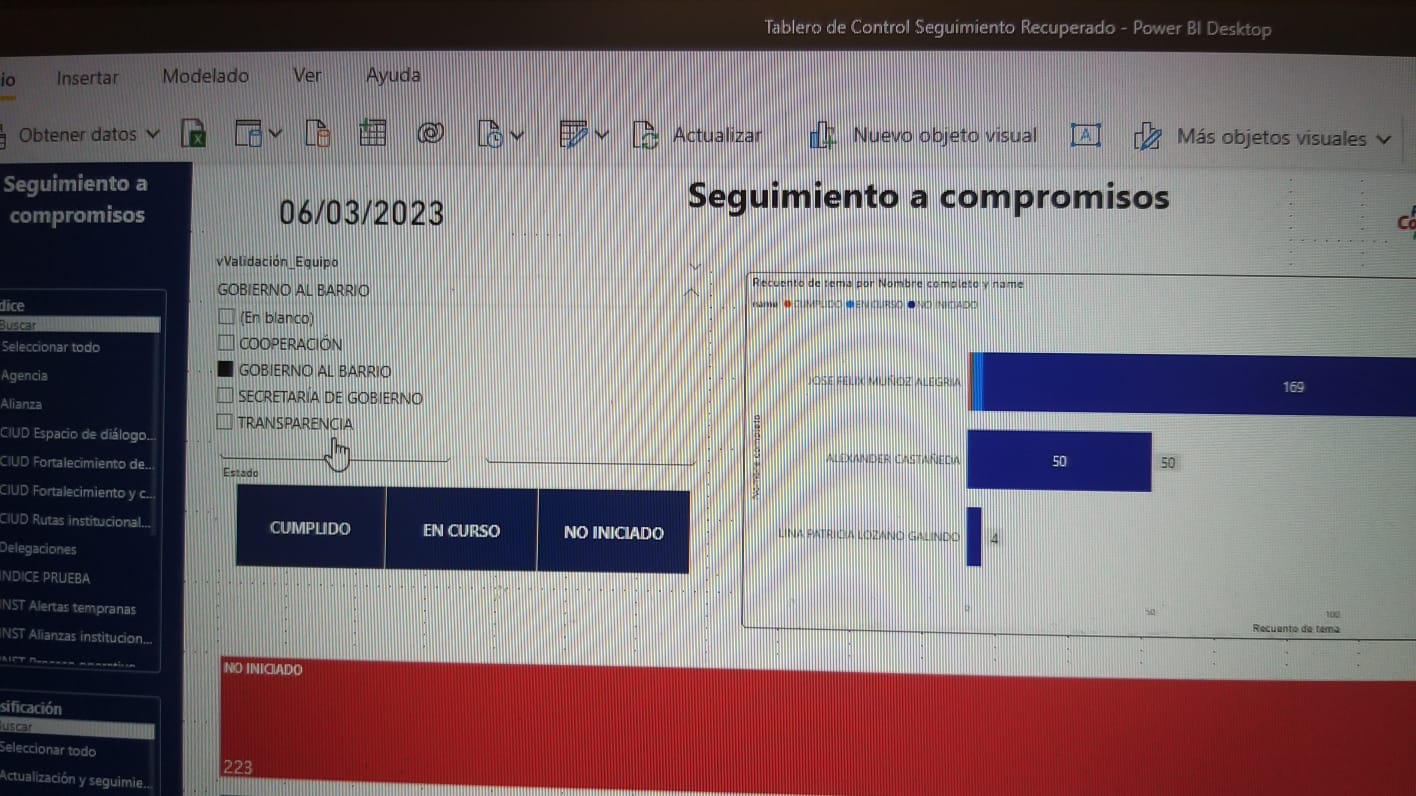 Tablero de Control Seguimiento Recuperado - Power BI Desktop
io Insertar Modelado Ver Ayuda
Obtener datos Actualizar Nuevo objeto visual A Más objetos visuales
Seguimiento a
compromisos
06/03/2023
Seguimiento a compromisos
Co
vValidación_Equipo
GOBIERNO AL BARRIO
(En blanco)
COOPERACIÓN
GOBIERNO AL BARRIO
SECRETARÍA DE GOBIERNO
TRANSPARENCIA
Estado
CUMPLIDO EN CURSO NO INICIADO
dice
Buscar
Seleccionar todo
Agencia
Alianza
CIUD Espacio de diálogo...
CIUD Fortalecimiento de...
CIUD Fortalecimiento y c...
CIUD Rutas institucional...
Delegaciones
INDICE PRUEBA
INST Alertas tempranas
INST Alianzas institucion...
sificación
uscar
Seleccionar todo
Actualización y seguimie...
Recuento de tema por Nombre completo y name
name CUMPLIDO EN CURSO NO INICIADO
Nombre completo
JOSE FELIX MUÑOZ ALEGRIA 169
ALEXANDER CASTAÑEDA 50 50
LINA PATRICIA LOZANO GALINDO 4
0 50 100
Recuento de tema
NO INICIADO
223